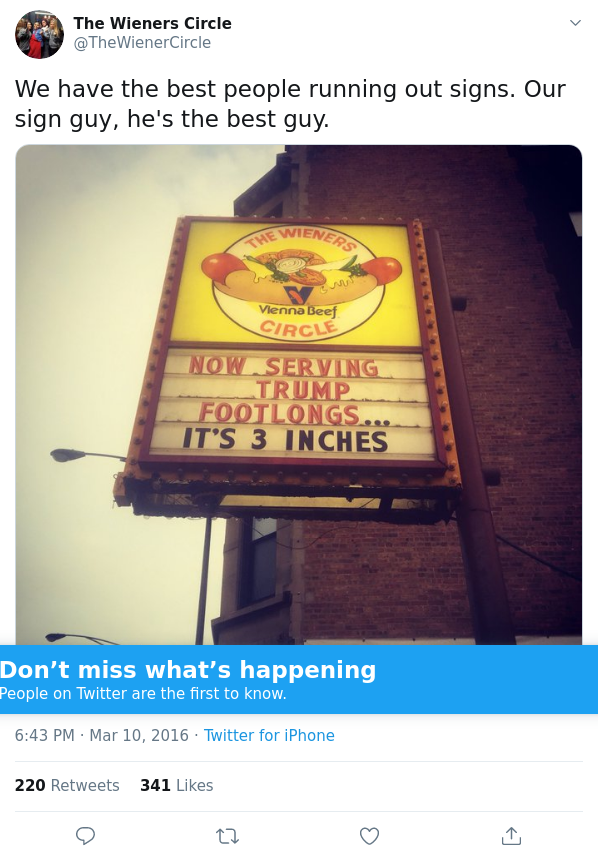 The Wieners Circle
@TheWienerCircle
We have the best people running out signs. Our
sign guy, he's the best guy.
THE WIENERS
Vienna Beef
CIRCLE
NOW SERVING
TRUMP
FOOTLONGS...
IT'S 3 INCHES
Don’t miss what’s happening
People on Twitter are the first to know.
6:43 PM · Mar 10, 2016 · Twitter for iPhone
220 Retweets 341 Likes